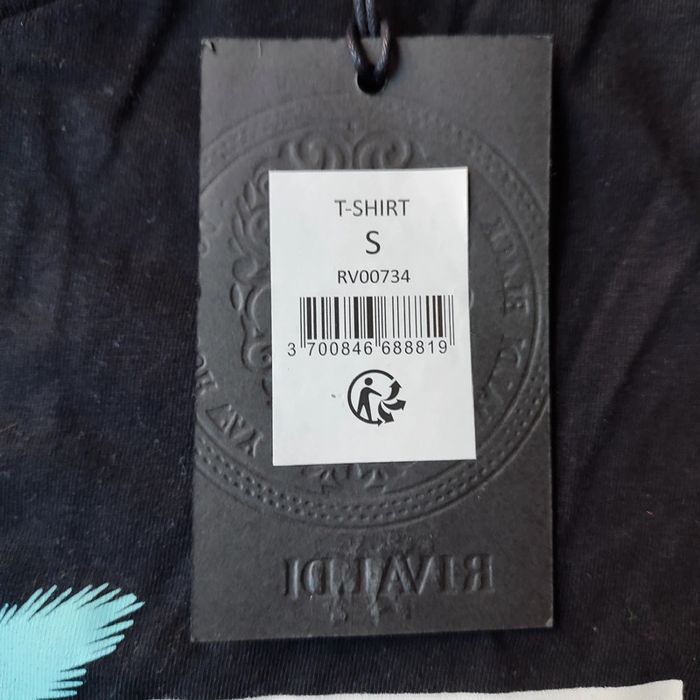 T-SHIRT
S
RV00734
3 700846 688819
RIVALDI